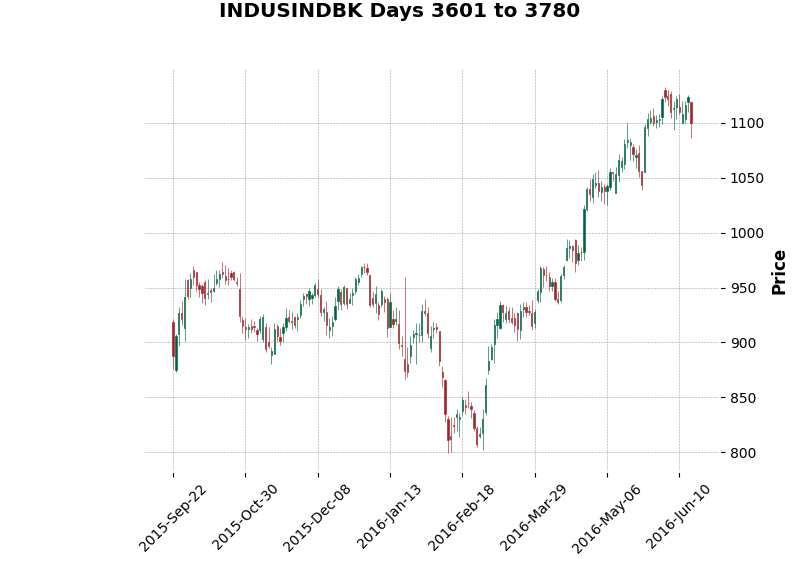 INDUSINDBK Days 3601 to 3780
1100
1050
1000
950
900
850
800
Price
2015-Sep-22
2015-Oct-30
2015-Dec-08
2016-Jan-13
2016-Feb-18
2016-Mar-29
2016-May-06
2016-Jun-10